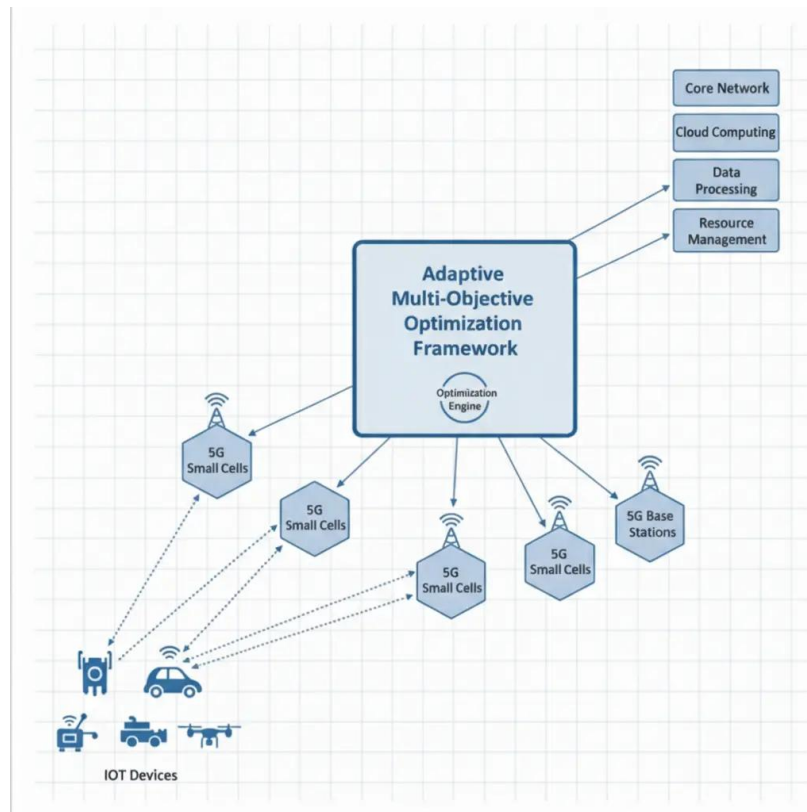 Core Network
Cloud Computing
Data
Processing
Resource
Management
Adaptive
Multi-Objective
Optimization
Framework
Optimization
Engine
5G
Small Cells
5G
Small Cells
5G
Small Cells
5G
Small Cells
5G Base
Stations
IOT Devices